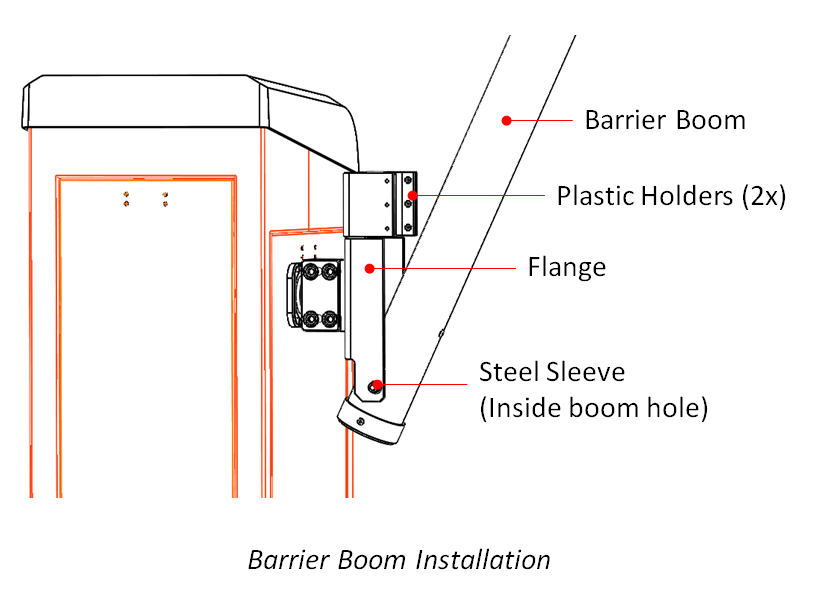 Barrier Boom
Plastic Holders (2x)
Flange
Steel Sleeve
(Inside boom hole)
Barrier Boom Installation